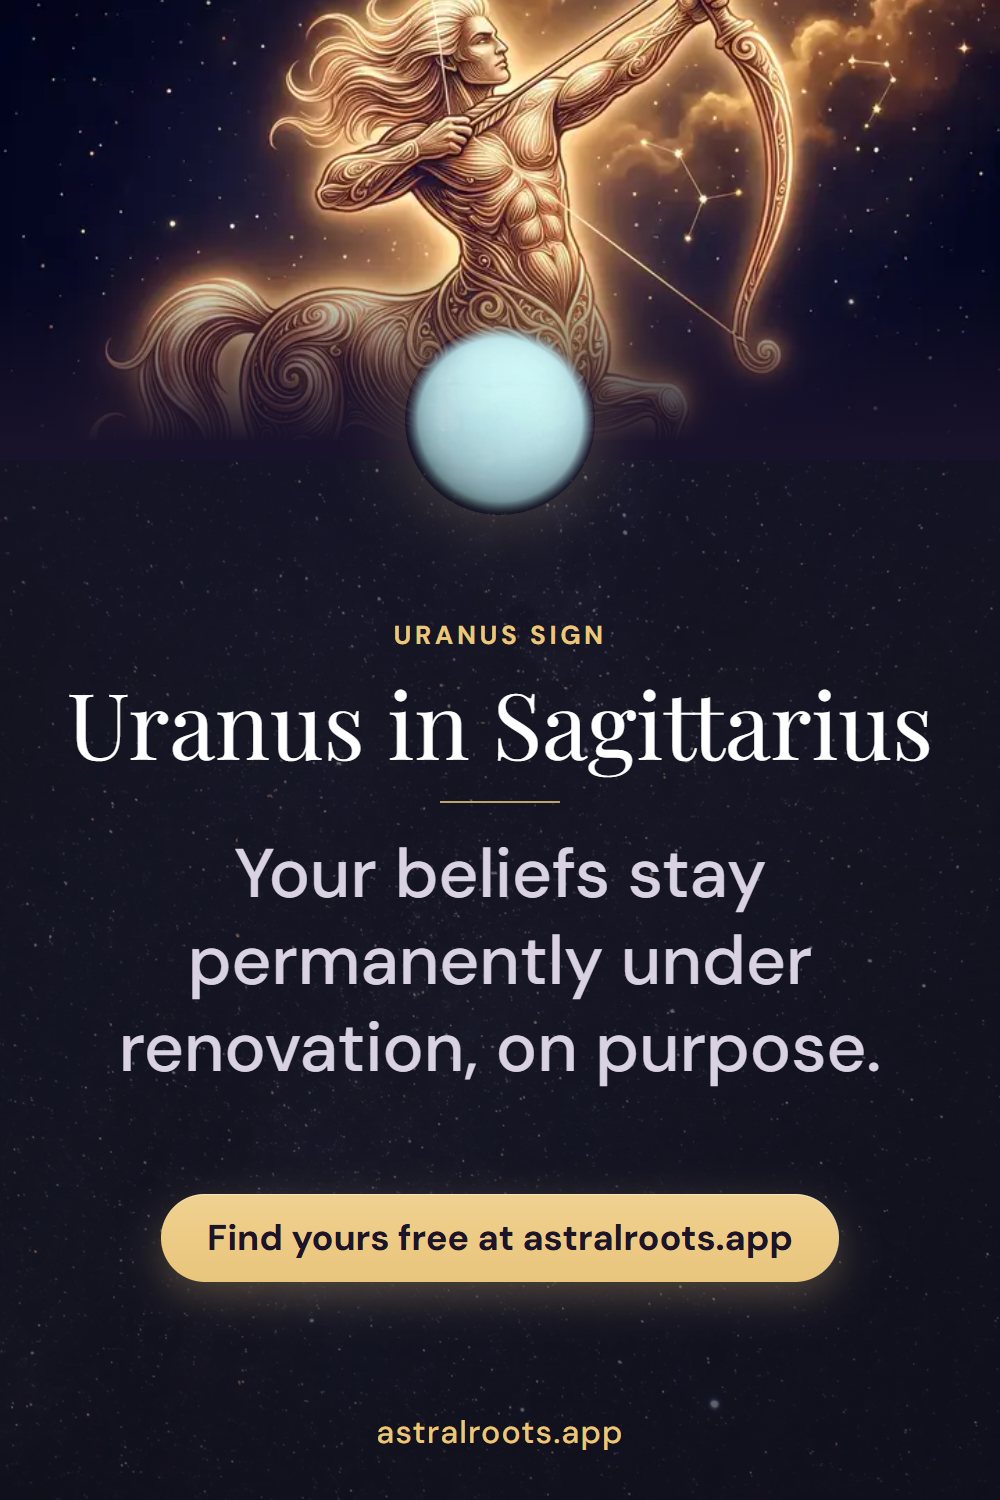 URANUS SIGN
Uranus in Sagittarius
Your beliefs stay
permanently under
renovation, on purpose.
Find yours free at astralroots.app
astralroots.app